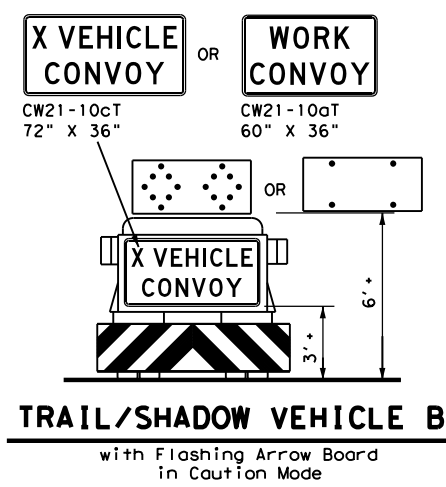 X VEHICLE
CONVOY
OR
WORK
CONVOY
CW21-10cT
72" X 36"
CW21-10aT
60" X 36"
OR
X VEHICLE
CONVOY
3'±
6'±
TRAIL/SHADOW VEHICLE B
with Flashing Arrow Board
in Caution Mode